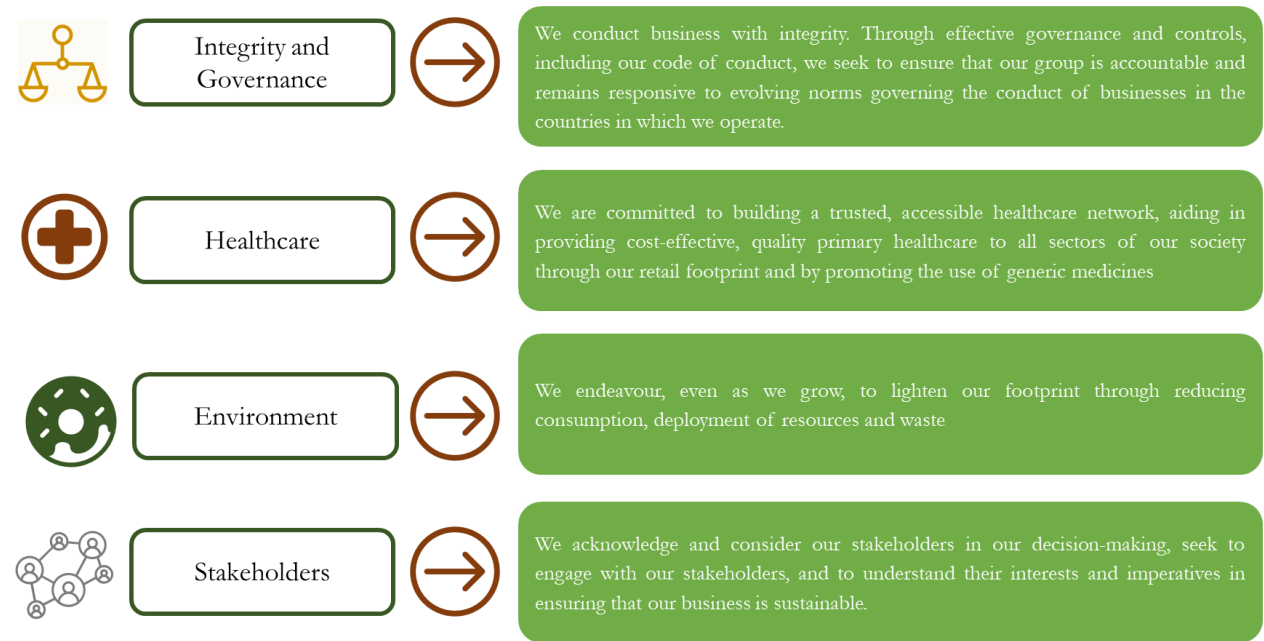 Integrity and
Governance
We conduct business with integrity. Through effective governance and controls,
including our code of conduct, we seek to ensure that our group is accountable and
remains responsive to evolving norms governing the conduct of businesses in the
countries in which we operate.
Healthcare
We are committed to building a trusted, accessible healthcare network, aiding in
providing cost-effective, quality primary healthcare to all sectors of our society
through our retail footprint and by promoting the use of generic medicines
Environment
We endeavour, even as we grow, to lighten our footprint through reducing
consumption, deployment of resources and waste
Stakeholders
We acknowledge and consider our stakeholders in our decision-making, seek to
engage with our stakeholders, and to understand their interests and imperatives in
ensuring that our business is sustainable.